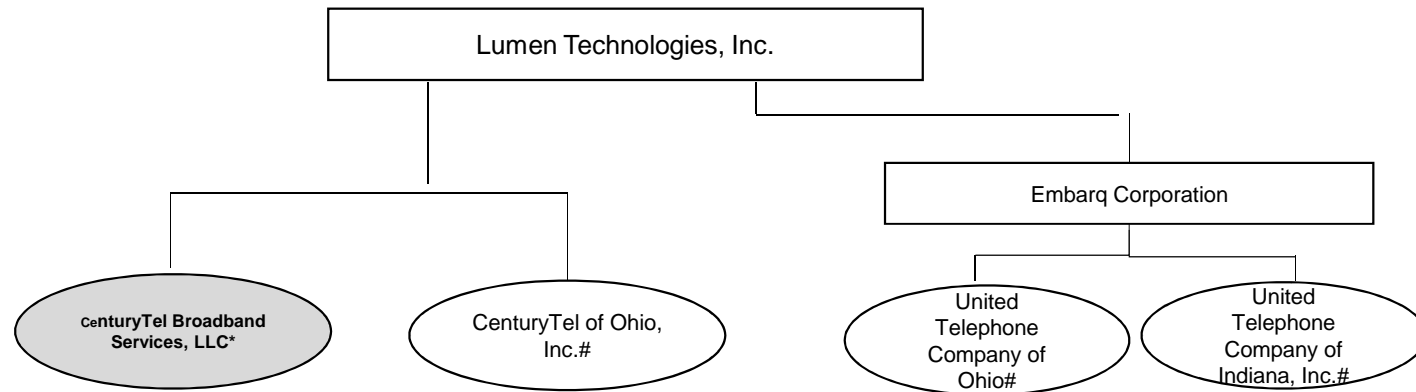 Lumen Technologies, Inc.
Embarq Corporation
CenturyTel Broadband
Services, LLC*
CenturyTel of Ohio,
Inc.#
United
Telephone
Company of
Ohio#
United
Telephone
Company of
Indiana, Inc.#